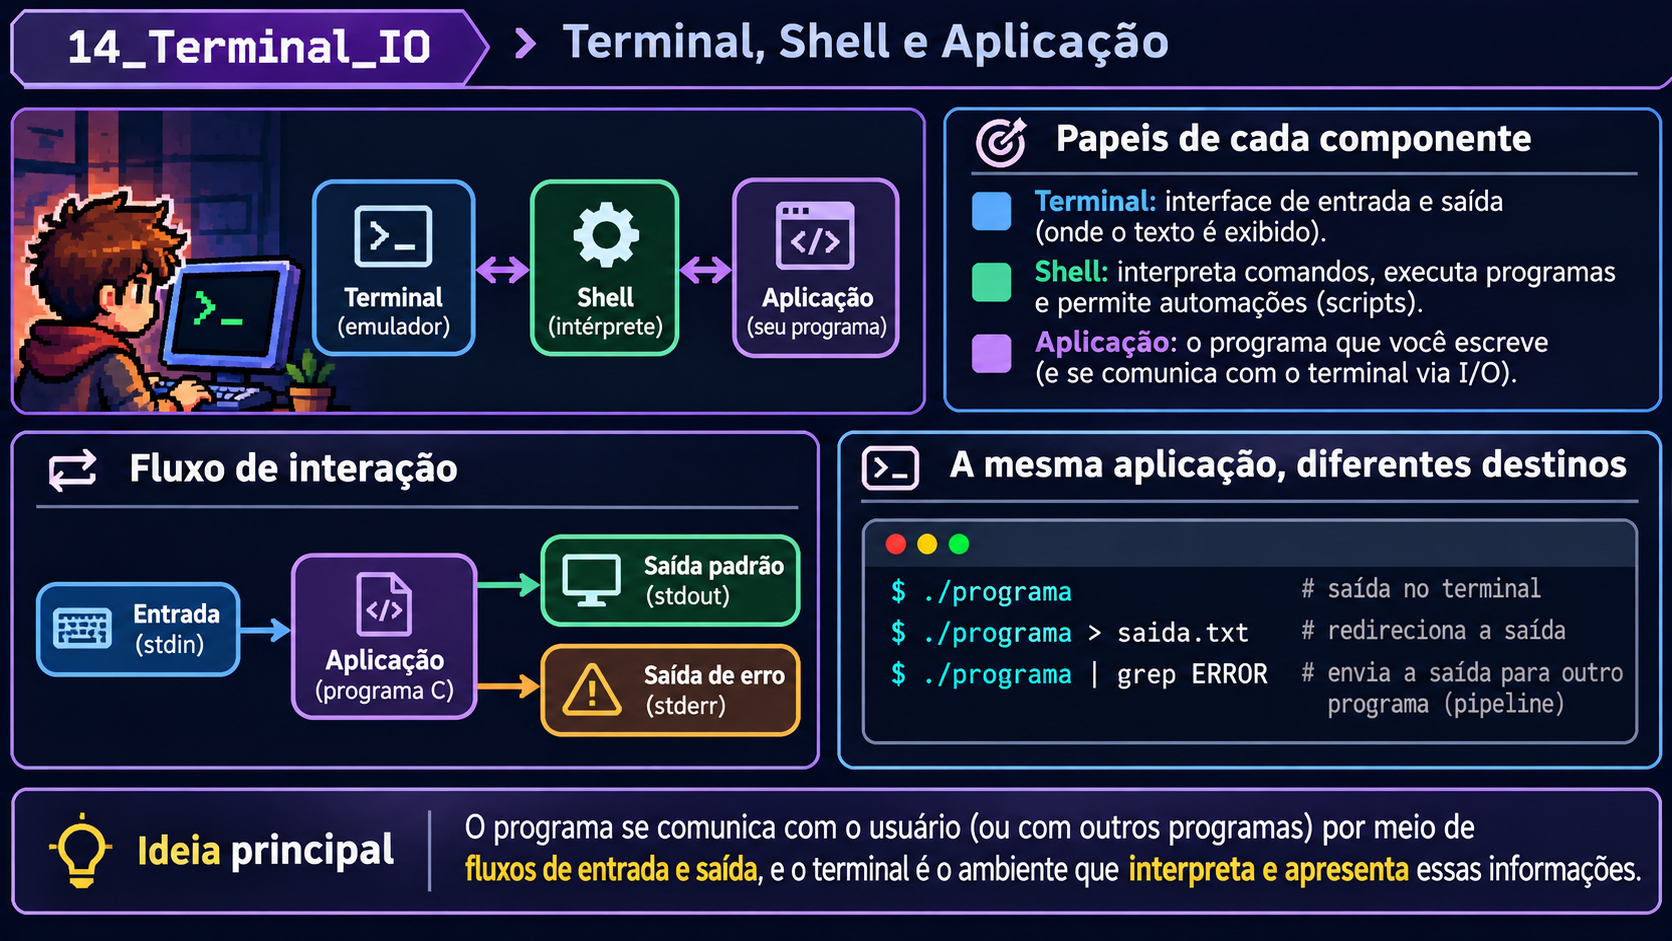 14_Terminal_IO
Terminal, Shell e Aplicação
>_
Terminal
(emulador)
Shell
(intérprete)
</>
Aplicação
(seu programa)
Papeis de cada componente
Terminal: interface de entrada e saída
(onde o texto é exibido).
Shell: interpreta comandos, executa programas
e permite automações (scripts).
Aplicação: o programa que você escreve
(e se comunica com o terminal via I/O).
Fluxo de interação
Entrada
(stdin)
</>
Aplicação
(programa C)
Saída padrão
(stdout)
Saída de erro
(stderr)
A mesma aplicação, diferentes destinos
$ ./programa # saída no terminal
$ ./programa > saida.txt # redireciona a saída
$ ./programa | grep ERROR # envia a saída para outro
programa (pipeline)
Ideia principal
O programa se comunica com o usuário (ou com outros programas) por meio de
fluxos de entrada e saída, e o terminal é o ambiente que interpreta e apresenta essas informações.